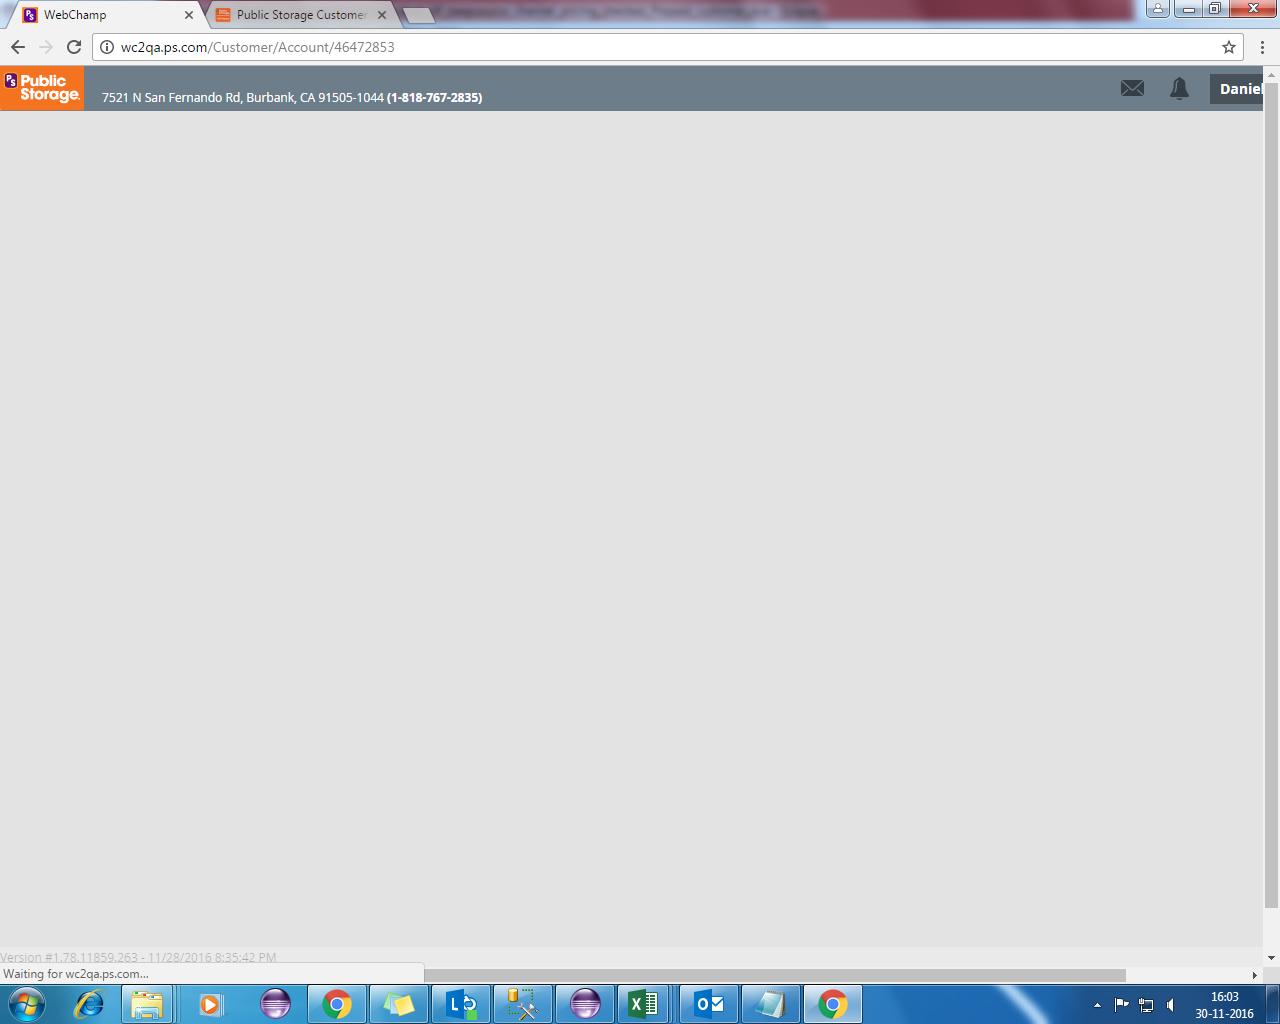 WebChamp
Public Storage Customer
wc2qa.ps.com/Customer/Account/46472853
PS Public Storage.
7521 N San Fernando Rd, Burbank, CA 91505-1044 (1-818-767-2835)
Daniel
Version #1.78.11859.263 - 11/28/2016 8:35:42 PM
Waiting for wc2qa.ps.com...
16:03
30-11-2016